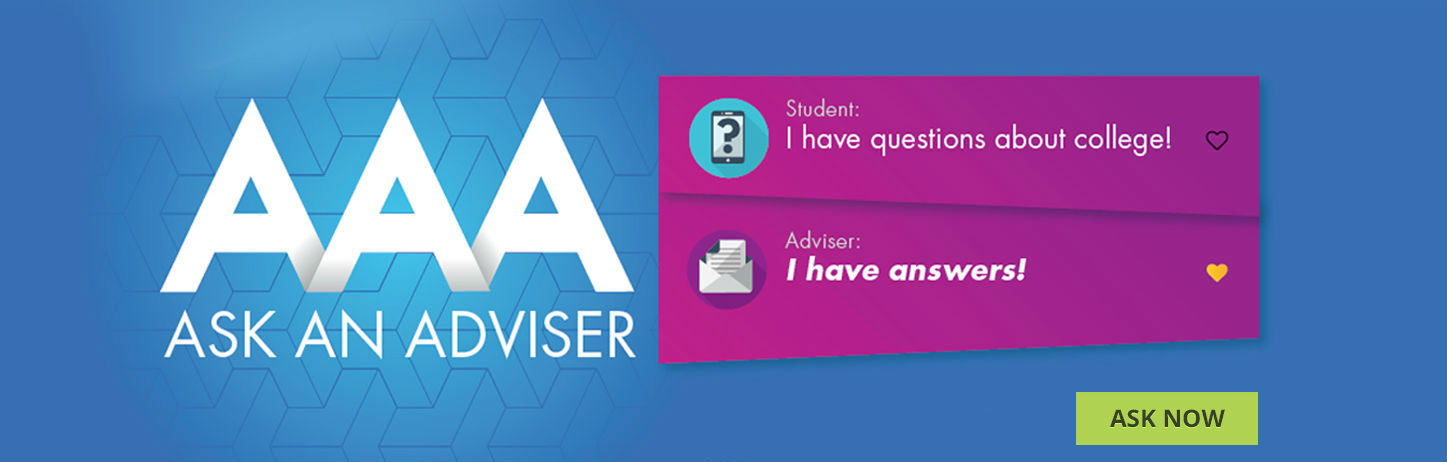 AAA
ASK AN ADVISER
Student:
I have questions about college!
Adviser:
I have answers!
ASK NOW